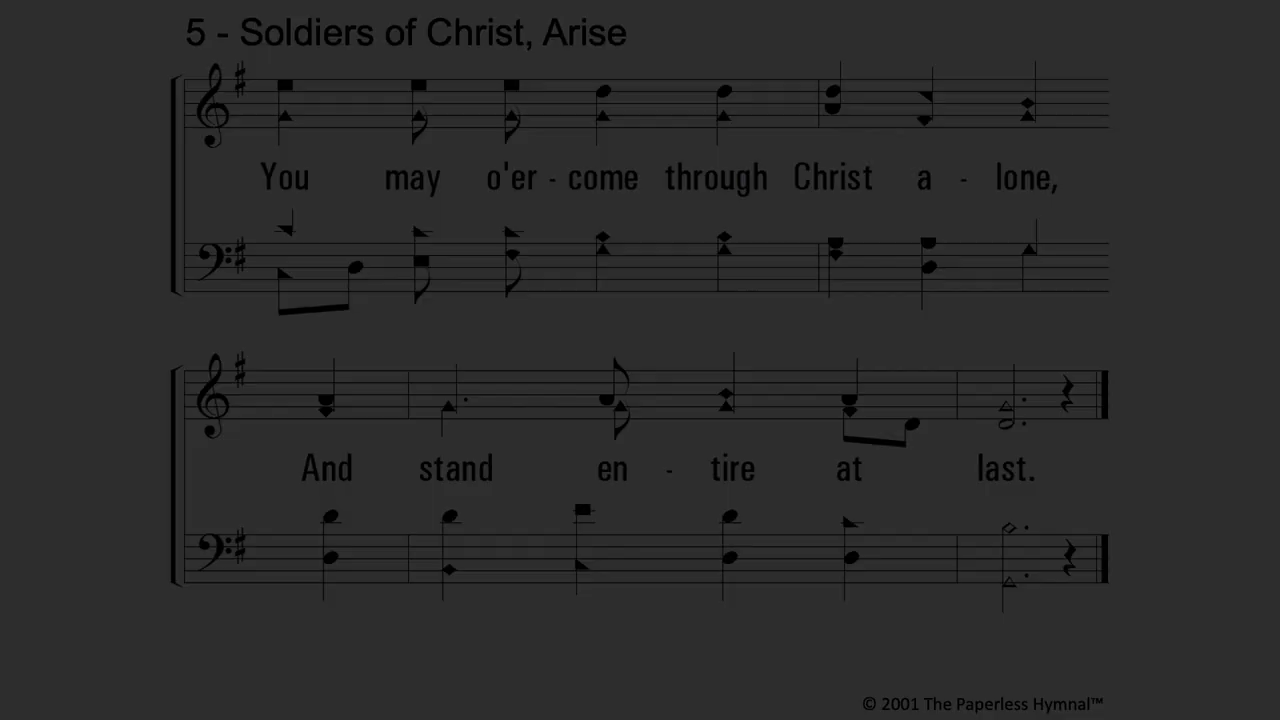 5 - Soldiers of Christ, Arise
You may o'er - come through Christ a - lone,
And stand en - tire at last.
© 2001 The Paperless Hymnal™